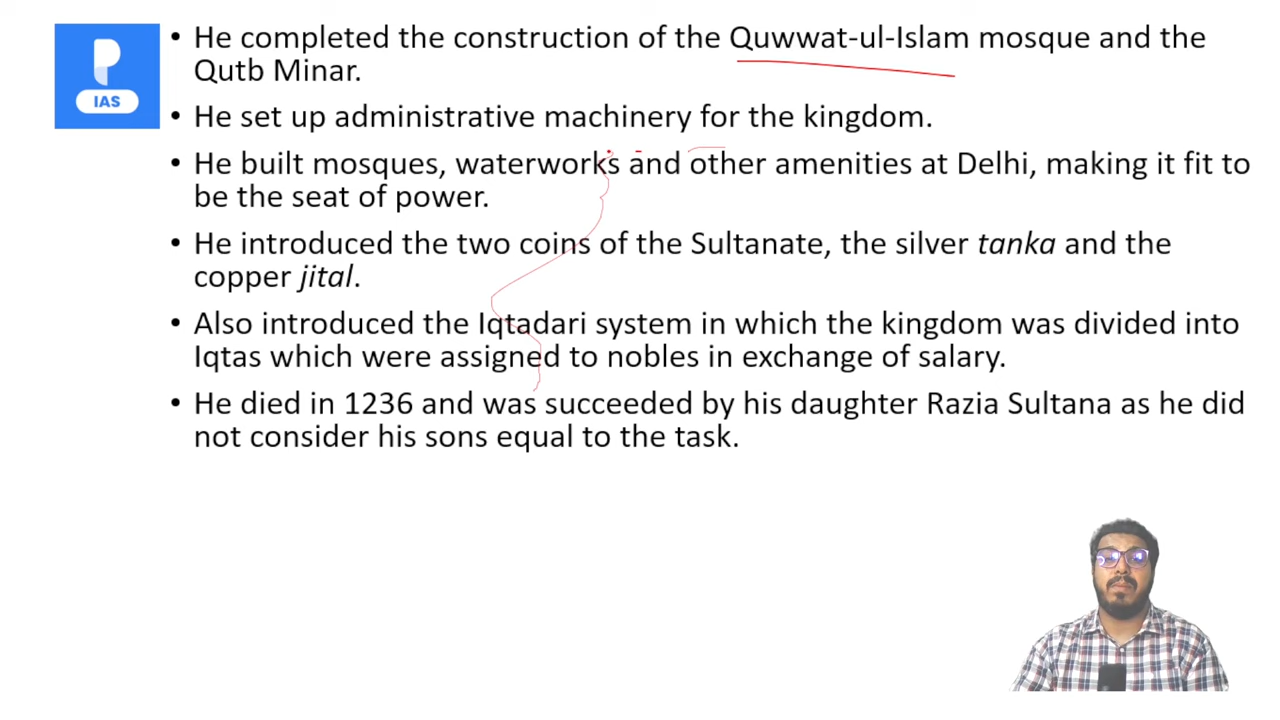 IAS
• He completed the construction of the Quwwat-ul-Islam mosque and the
Qutb Minar.
• He set up administrative machinery for the kingdom.
• He built mosques, waterworks and other amenities at Delhi, making it fit to
be the seat of power.
• He introduced the two coins of the Sultanate, the silver tanka and the
copper jital.
• Also introduced the Iqtadari system in which the kingdom was divided into
Iqtas which were assigned to nobles in exchange of salary.
• He died in 1236 and was succeeded by his daughter Razia Sultana as he did
not consider his sons equal to the task.